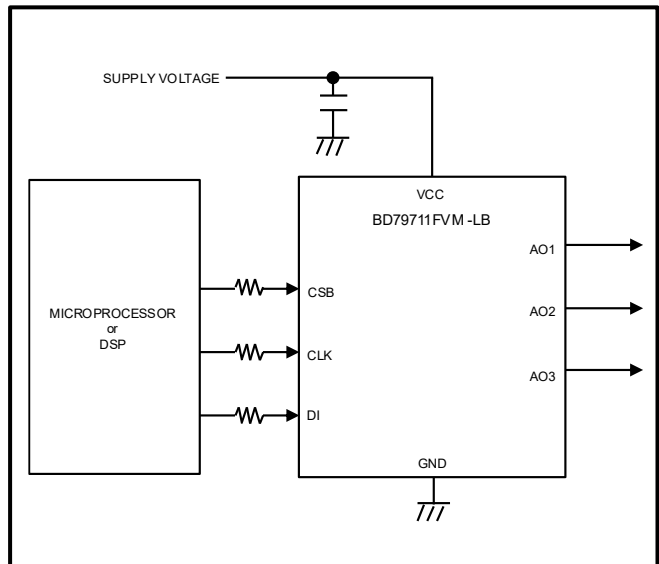 SUPPLY VOLTAGE
VCC
BD79711FVM-LB
AO1
AO2
AO3
CSB
CLK
DI
MICROPROCESSOR
or
DSP
GND